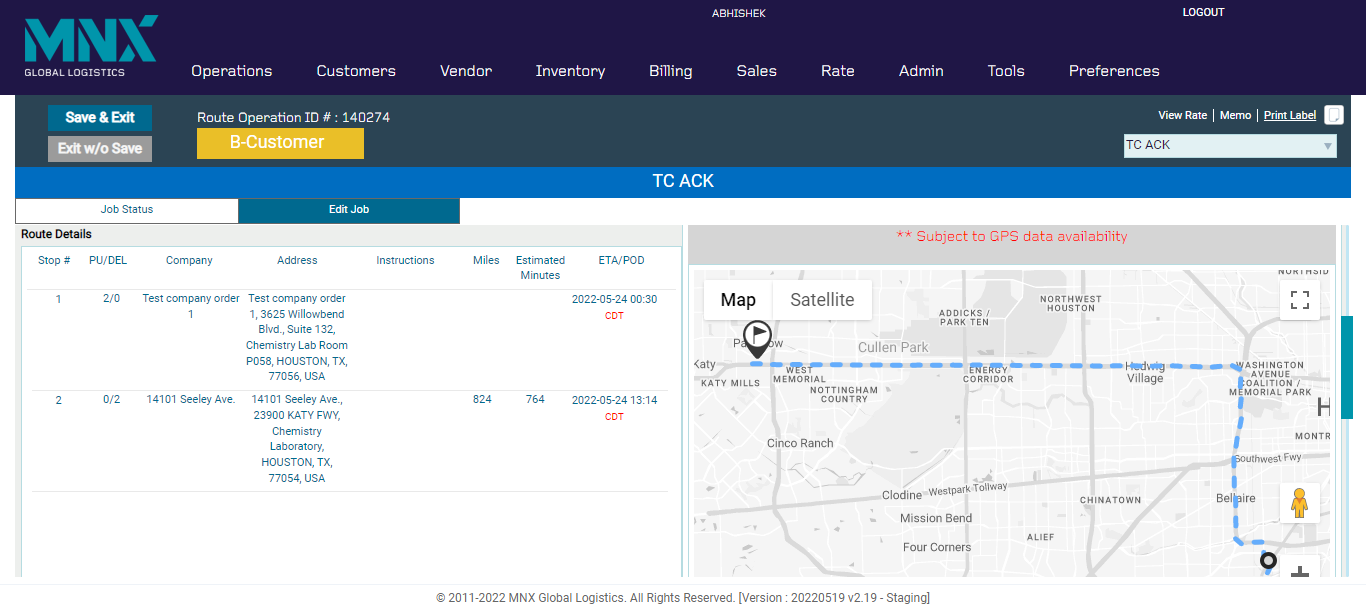 ABHISHEK
LOGOUT
MNX
GLOBAL LOGISTICS
Operations Customers Vendor Inventory Billing Sales Rate Admin Tools Preferences
Save & Exit
Exit w/o Save
Route Operation ID # : 140274
B-Customer
View Rate | Memo | Print Label
TC ACK
TC ACK
Job Status
Edit Job
Route Details
Stop # PU/DEL Company Address Instructions Miles Estimated ETA/POD
Minutes
1 2/0 Test company order Test company order 2022-05-24 00:30
1 1, 3625 Willowbend CDT
Blvd., Suite 132,
Chemistry Lab Room
P058, HOUSTON, TX,
77056, USA
2 0/2 14101 Seeley Ave. 14101 Seeley Ave., 824 764 2022-05-24 13:14
23900 KATY FWY, CDT
Chemistry
Laboratory,
HOUSTON, TX,
77054, USA
** Subject to GPS data availability
Map
Satellite
NORTHSID
NORTHWEST
HOUSTON
ADDICKS /
PARK TEN
Cullen Park
Katy
KATY MILLS
WEST
MEMORIAL
NOTTINGHAM
COUNTRY
ENERGY
CORRIDOR
Hedwig
Village
WASHINGTON
AVENUE
COALITION /
MEMORIAL PARK
H
MONTR
Cinco Ranch
Southwest Fwy
Clodine
Westpark Tollway
CHINATOWN
Bellaire
Mission Bend
ALIEF
Four Corners
© 2011-2022 MNX Global Logistics. All Rights Reserved. [Version : 20220519 v2.19 - Staging]